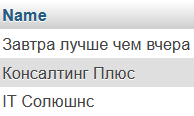 Name
Завтра лучше чем вчера
Консалтинг Плюс
IT Солюшнс